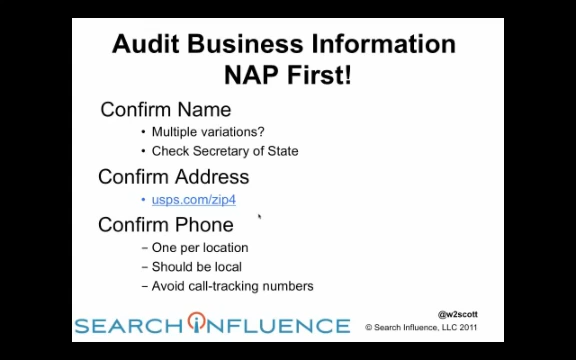 Audit Business Information
NAP First!
Confirm Name
• Multiple variations?
• Check Secretary of State
Confirm Address
• usps.com/zip4
Confirm Phone
– One per location
– Should be local
– Avoid call-tracking numbers
@w2scott
SEARCH INFLUENCE
© Search Influence, LLC 2011